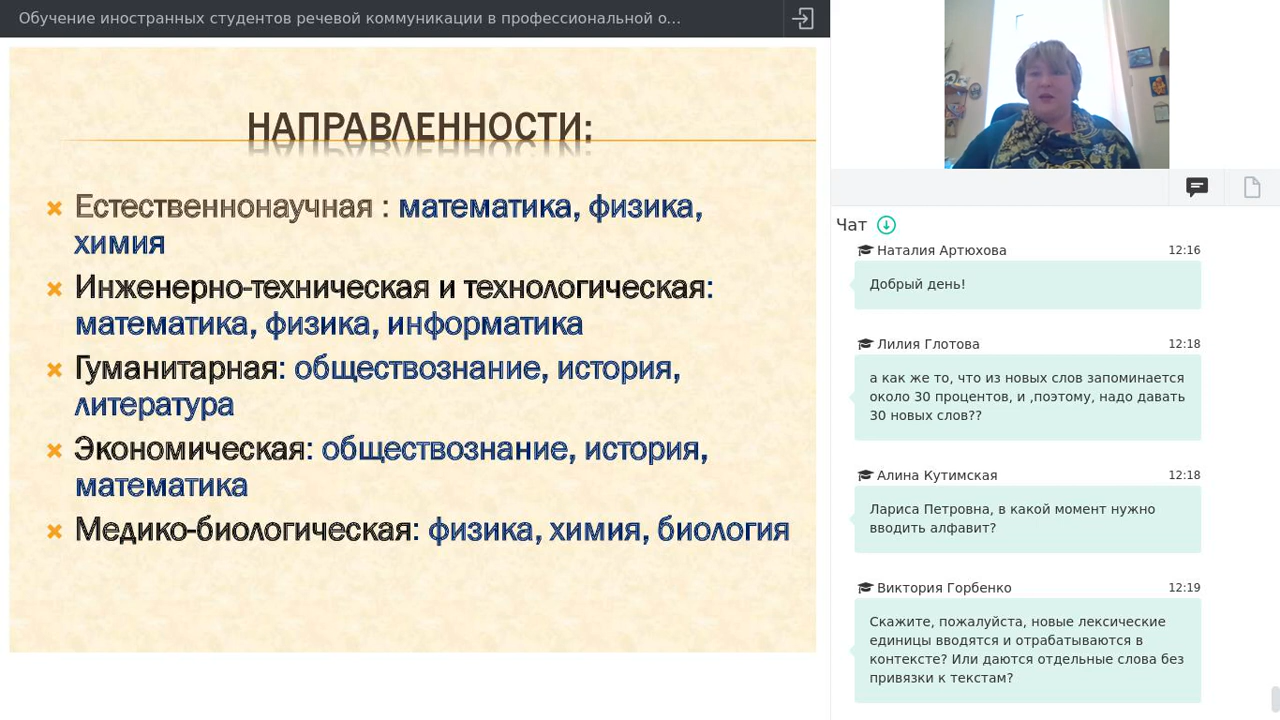 Обучение иностранных студентов речевой коммуникации в профессиональной о...
НАПРАВЛЕННОСТИ:
Естественнонаучная : математика, физика,
химия
Инженерно-техническая и технологическая:
математика, физика, информатика
Гуманитарная: обществознание, история,
литература
Экономическая: обществознание, история,
математика
Медико-биологическая: физика, химия, биология
Чат
Наталия Артюхова 12:16
Добрый день!
Лилия Глотова 12:18
а как же то, что из новых слов запоминается
около 30 процентов, и ,поэтому, надо давать
30 новых слов??
Алина Кутимская 12:18
Лариса Петровна, в какой момент нужно
вводить алфавит?
Виктория Горбенко 12:19
Скажите, пожалуйста, новые лексические
единицы вводятся и отрабатываются в
контексте? Или даются отдельные слова без
привязки к текстам?